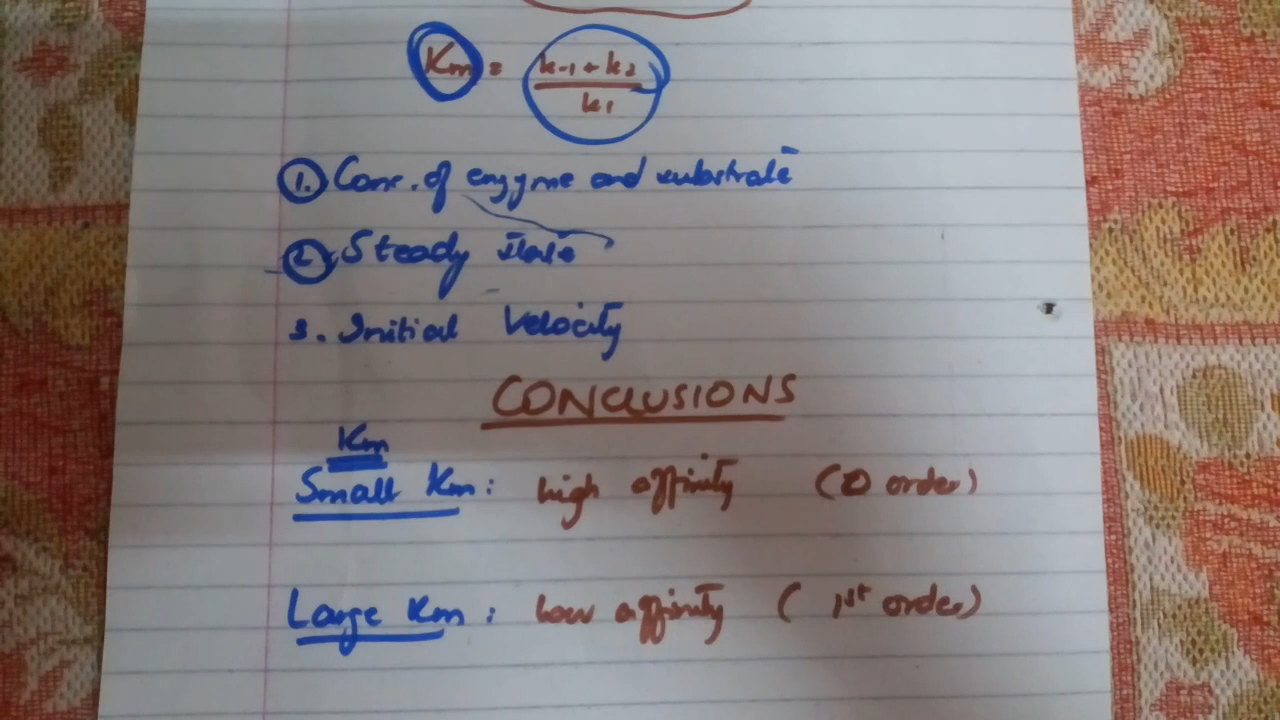 Km = k-1 + k2 / k1
1. Conc. of enzyme and substrate
2. Steady state
3. Initial Velocity
CONCLUSIONS
Km
Small Km: high affinity (0 order)
Large Km: low affinity (1st order)